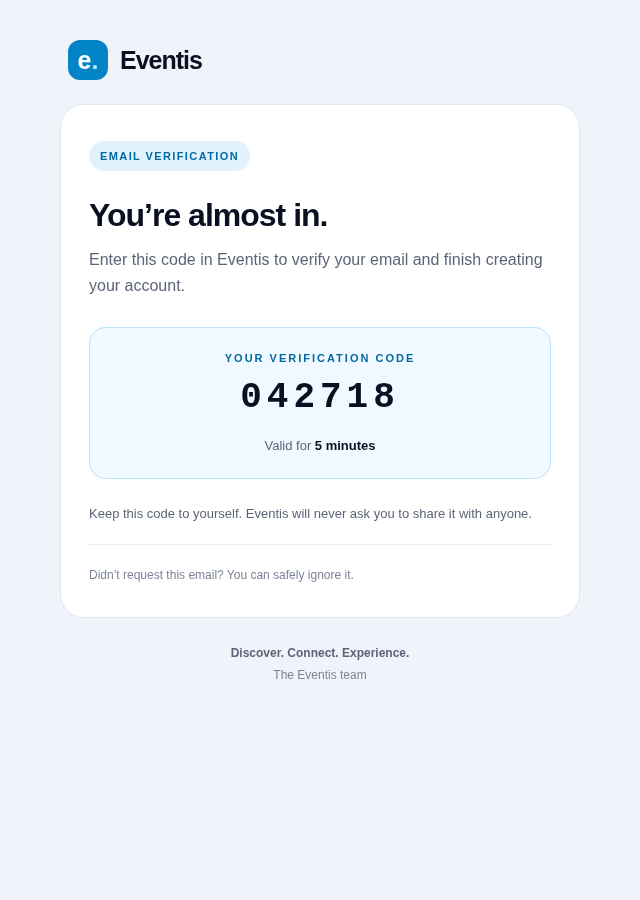 e. Eventis
EMAIL VERIFICATION
You’re almost in.
Enter this code in Eventis to verify your email and finish creating
your account.
YOUR VERIFICATION CODE
042718
Valid for 5 minutes
Keep this code to yourself. Eventis will never ask you to share it with anyone.
Didn’t request this email? You can safely ignore it.
Discover. Connect. Experience.
The Eventis team